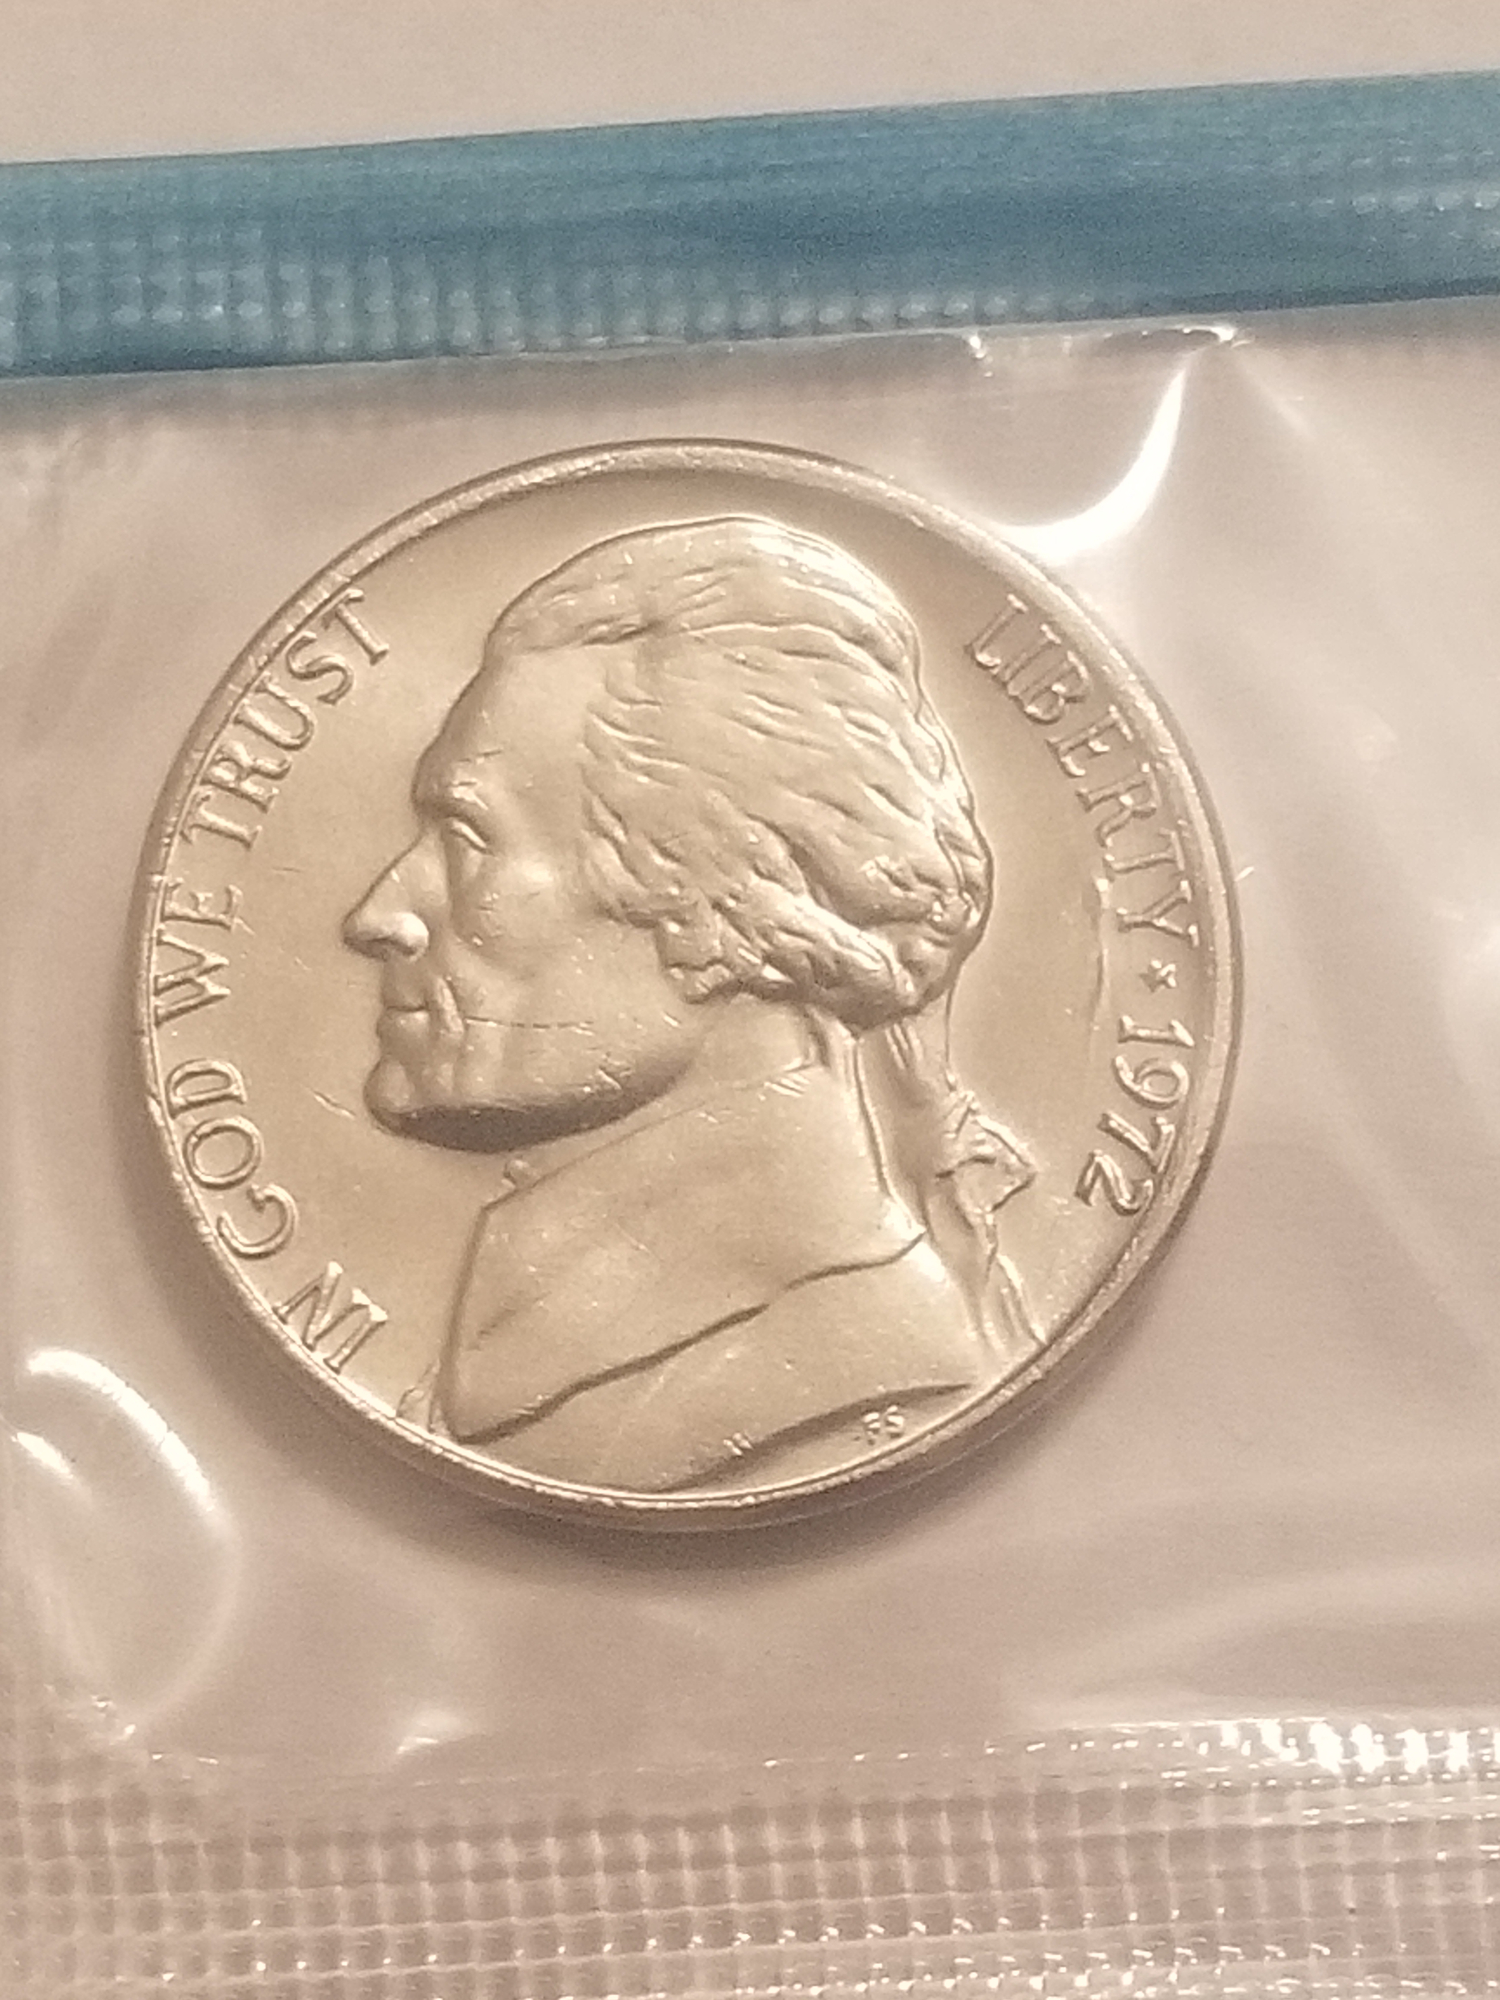 IN GOD WE TRUST
LIBERTY ★ 1972
FS